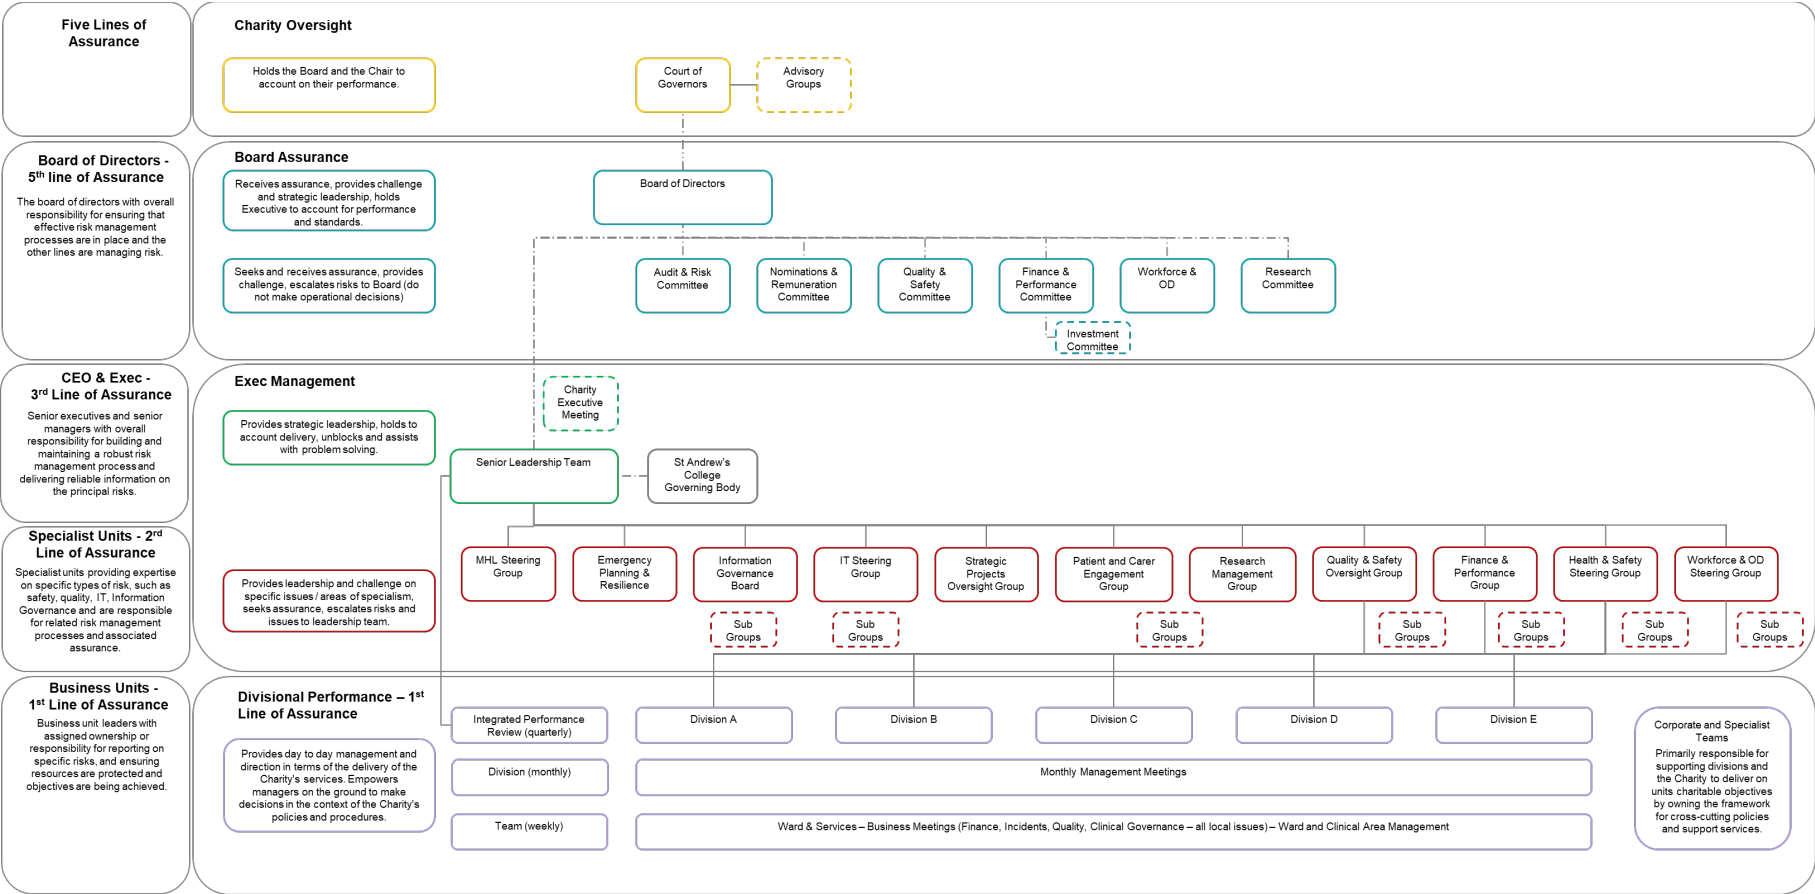 Five Lines of
Assurance
Charity Oversight
Holds the Board and the Chair to
account on their performance.
Court of
Governors
Advisory
Groups
Board of Directors -
5th line of Assurance
The board of directors with overall
responsibility for ensuring that
effective risk management
processes are in place and the
other lines are managing risk.
Board Assurance
Receives assurance, provides challenge
and strategic leadership, holds
Executive to account for performance
and standards.
Board of Directors
Seeks and receives assurance, provides
challenge, escalates risks to Board (do
not make operational decisions)
Audit & Risk
Committee
Nominations &
Remuneration
Committee
Quality &
Safety
Committee
Finance &
Performance
Committee
Workforce &
OD
Research
Committee
Investment
Committee
CEO & Exec -
3rd Line of Assurance
Senior executives and senior
managers with overall
responsibility for building and
maintaining a robust risk
management process and
delivering reliable information on
the principal risks.
Exec Management
Charity
Executive
Meeting
Provides strategic leadership, holds to
account delivery, unblocks and assists
with problem solving.
Senior Leadership Team
St Andrew's
College
Governing Body
Specialist Units - 2rd
Line of Assurance
Specialist units providing expertise
on specific types of risk, such as
safety, quality, IT, Information
Governance and are responsible
for related risk management
processes and associated
assurance.
Provides leadership and challenge on
specific issues / areas of specialism,
seeks assurance, escalates risks and
issues to leadership team.
MHL Steering
Group
Emergency
Planning &
Resilience
Information
Governance
Board
IT Steering
Group
Strategic
Projects
Oversight Group
Patient and Carer
Engagement
Group
Research
Management
Group
Quality & Safety
Oversight Group
Finance &
Performance
Group
Health & Safety
Steering Group
Workforce & OD
Steering Group
Sub
Groups
Sub
Groups
Sub
Groups
Sub
Groups
Sub
Groups
Sub
Groups
Sub
Groups
Business Units -
1st Line of Assurance
Business unit leaders with
assigned ownership or
responsibility for reporting on
specific risks, and ensuring
resources are protected and
objectives are being achieved.
Divisional Performance – 1st
Line of Assurance
Provides day to day management and
direction in terms of the delivery of the
Charity's services. Empowers
managers on the ground to make
decisions in the context of the Charity's
policies and procedures.
Integrated Performance
Review (quarterly)
Division A
Division B
Division C
Division D
Division E
Division (monthly)
Monthly Management Meetings
Team (weekly)
Ward & Services – Business Meetings (Finance, Incidents, Quality, Clinical Governance – all local issues) – Ward and Clinical Area Management
Corporate and Specialist
Teams
Primarily responsible for
supporting divisions and
the Charity to deliver on
units charitable objectives
by owning the framework
for cross-cutting policies
and support services.